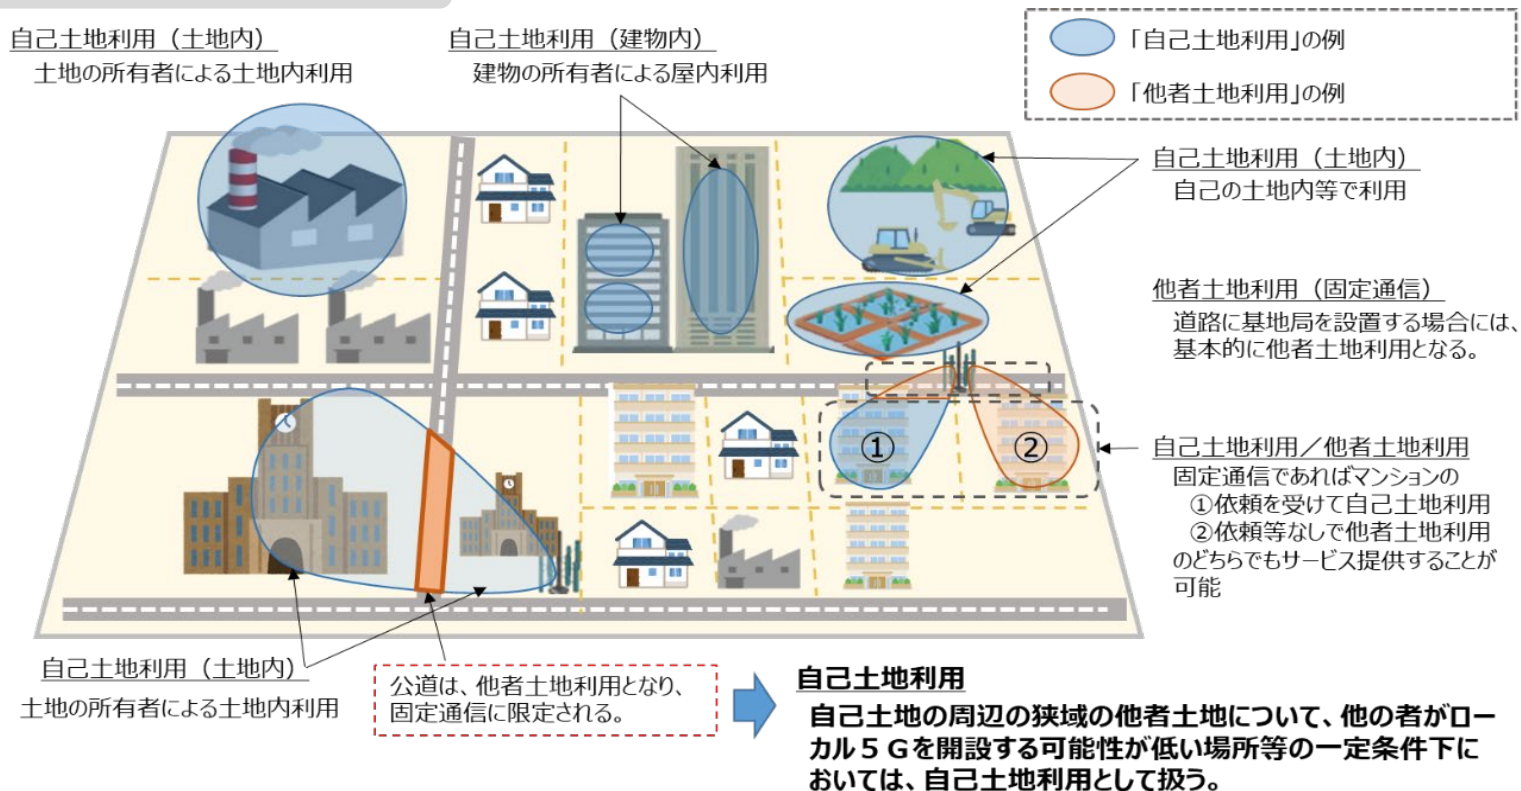 自己土地利用（土地内）
土地の所有者による土地内利用
自己土地利用（建物内）
建物の所有者による屋内利用
「自己土地利用」の例
「他者土地利用」の例
自己土地利用（土地内）
自己の土地内等で利用
他者土地利用（固定通信）
道路に基地局を設置する場合には、
基本的に他者土地利用となる。
①
②
自己土地利用／他者土地利用
固定通信であればマンションの
①依頼を受けて自己土地利用
②依頼等なしで他者土地利用
のどちらでもサービス提供することが
可能
自己土地利用（土地内）
土地の所有者による土地内利用
公道は、他者土地利用となり、
固定通信に限定される。
自己土地利用
自己土地の周辺の狭域の他者土地について、他の者がロー
カル５Ｇを開設する可能性が低い場所等の一定条件下に
おいては、自己土地利用として扱う。